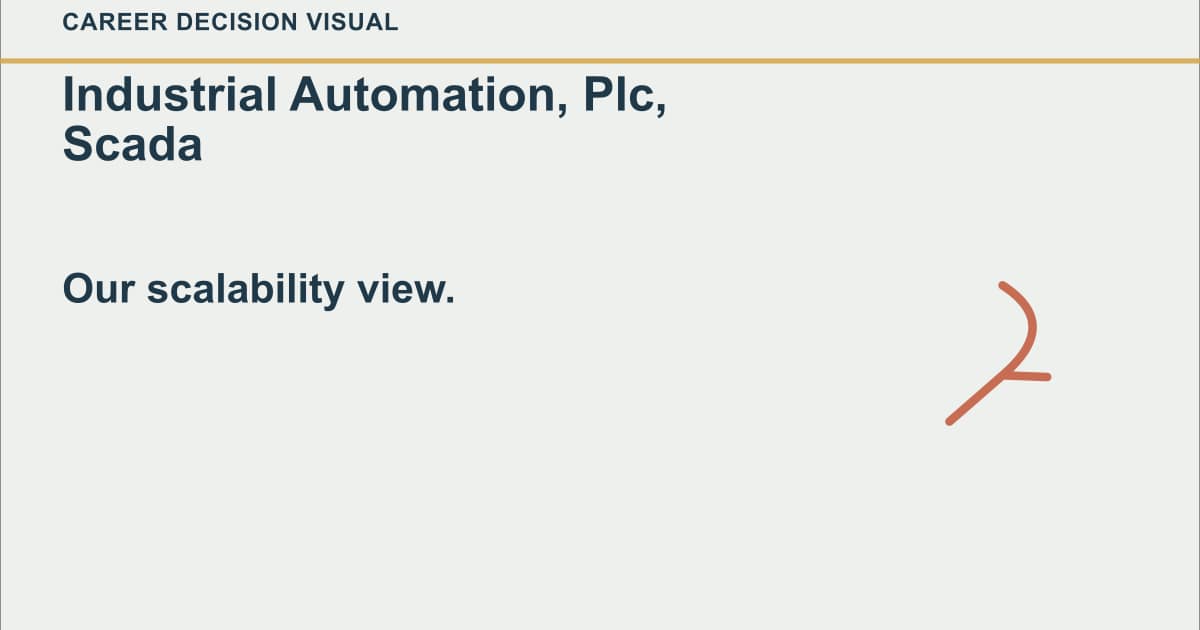 CAREER DECISION VISUAL
Industrial Automation, Plc,
Scada
Our scalability view.